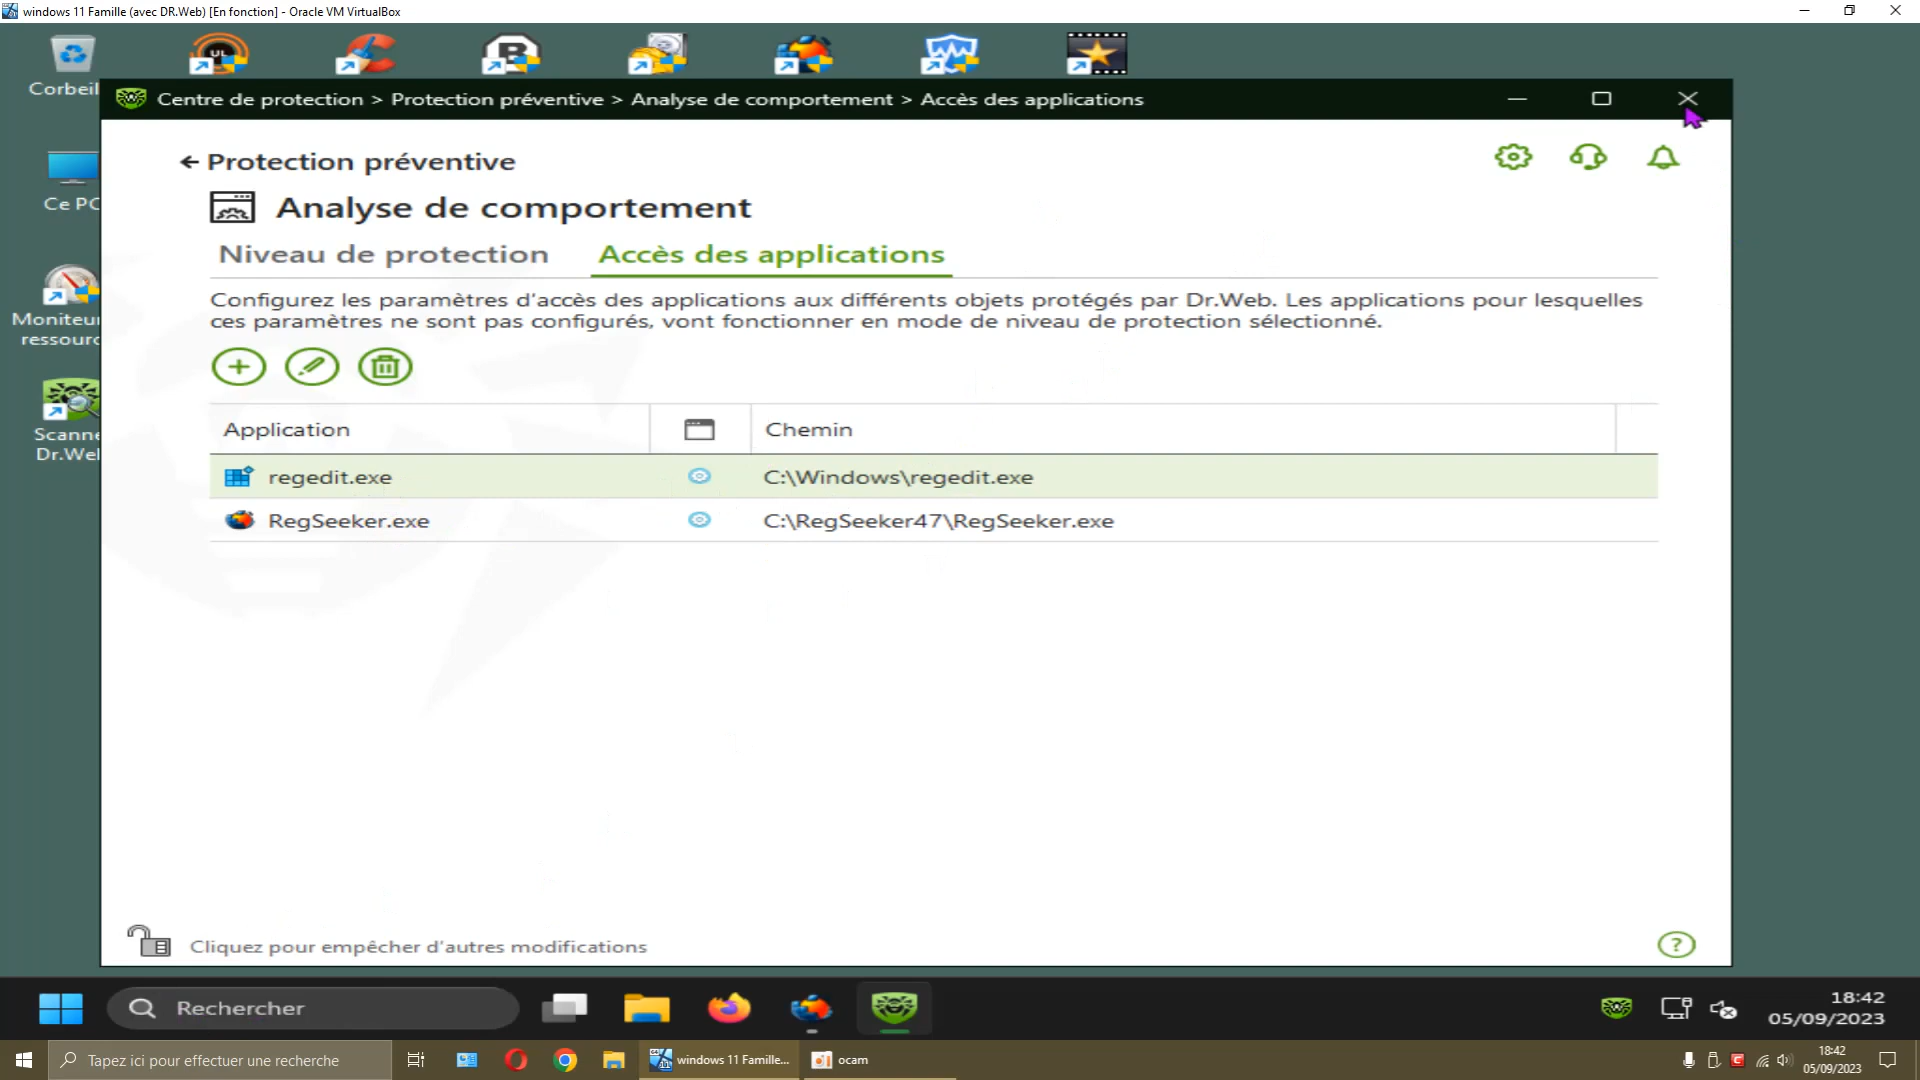 windows 11 Famille (avec DR.Web) [En fonction] - Oracle VM VirtualBox
Corbeil
Centre de protection > Protection préventive > Analyse de comportement > Accès des applications
Protection préventive
Ce PC
Analyse de comportement
Niveau de protection
Accès des applications
Configurez les paramètres d'accès des applications aux différents objets protégés par Dr.Web. Les applications pour lesquelles
ces paramètres ne sont pas configurés, vont fonctionner en mode de niveau de protection sélectionné.
Moniteur
ressourc
Application
Chemin
Scanne
Dr.We
regedit.exe
C:\Windows\regedit.exe
RegSeeker.exe
C:\RegSeeker47\RegSeeker.exe
Cliquez pour empêcher d'autres modifications
Rechercher
18:42
05/09/2023
Tapez ici pour effectuer une recherche
windows 11 Famille...
ocam
18:42
05/09/2023